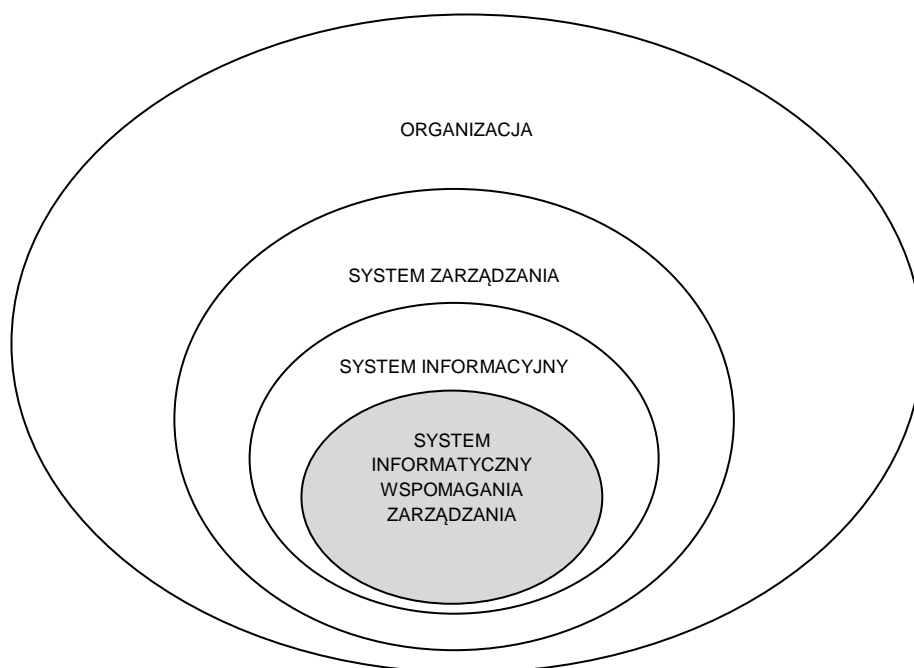 ORGANIZACJA
SYSTEM ZARZĄDZANIA
SYSTEM INFORMACYJNY
SYSTEM
INFORMATYCZNY
WSPOMAGANIA
ZARZĄDZANIA